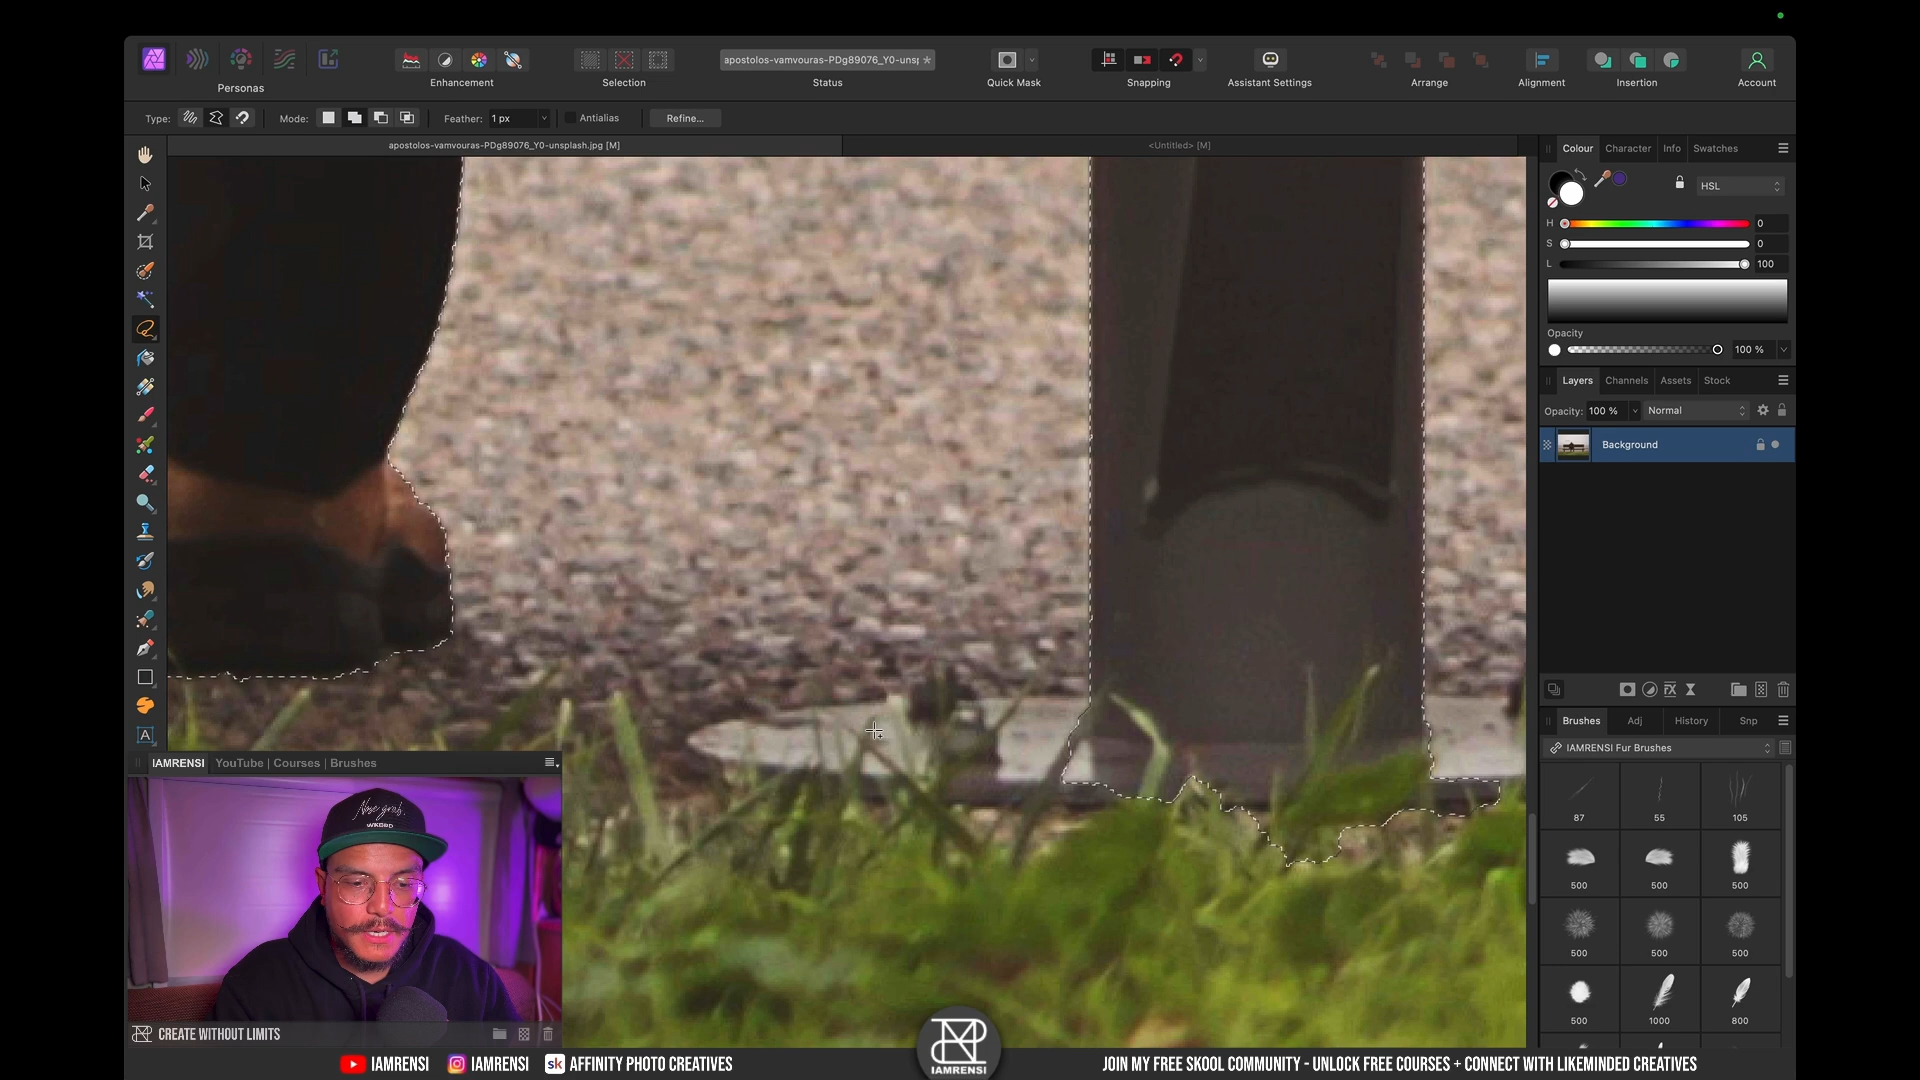 Personas
Enhancement
Selection
apostolos-vamvouras-PDg89076_Y0-unsp *
Status
Quick Mask
Snapping
Assistant Settings
Arrange
Alignment
Insertion
Account
Type:
Mode:
Feather: 1 px
Antialias
Refine...
apostolos-vamvouras-PDg89076_Y0-unsplash.jpg [M]
<Untitled> [M]
Colour Character Info Swatches
HSL
H 0
S 0
L 100
Opacity
100 %
Layers Channels Assets Stock
Opacity: 100 % Normal
Background
Brushes Adj History Snp
IAMRENSI Fur Brushes
87 55 105
500 500 500
500 500 500
500 1000 800
A
IAMRENSI YouTube | Courses | Brushes
Nose grab.
WKGRD
CREATE WITHOUT LIMITS
IAMRENSI
IAMRENSI
sk AFFINITY PHOTO CREATIVES
IAMRENSI
JOIN MY FREE SKOOL COMMUNITY - UNLOCK FREE COURSES + CONNECT WITH LIKEMINDED CREATIVES